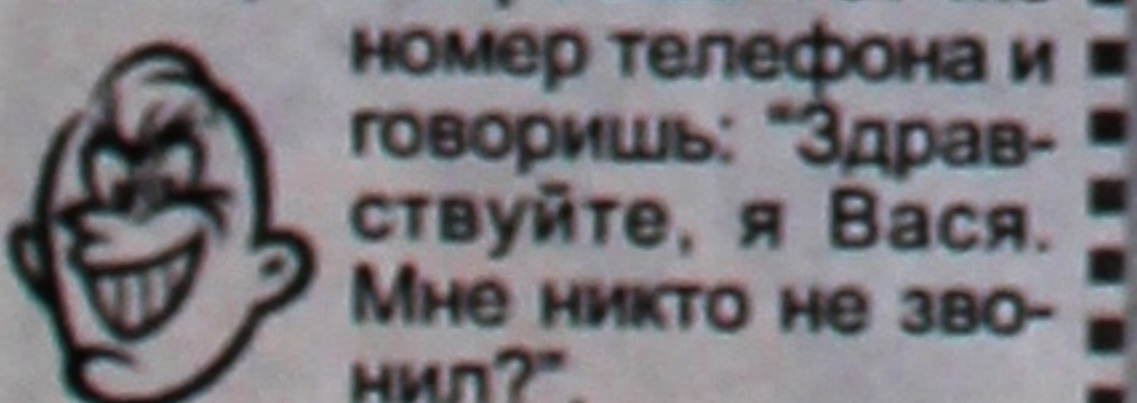 номер телефона и
говоришь: "Здрав-
ствуйте, я Вася.
Мне никто не зво-
нил?".